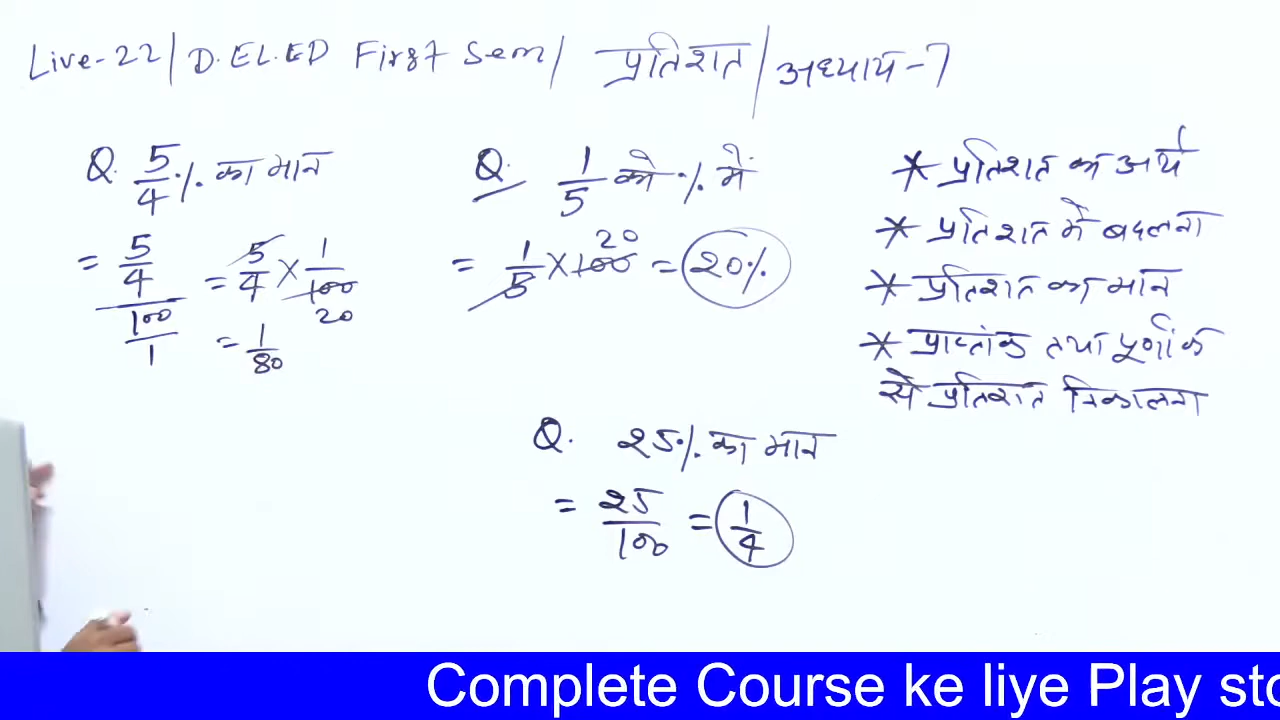 Live-22/ D.EL.ED First Sem/ प्रतिशत/ अध्याय-7
Q. 5/4 % का मान
= 5/4 / 100/1 = 5/4 × 1/100 20
= 1/80
Q. 1/5 को % में
= 1/5 × 100 20 = 20%
* प्रतिशत का अर्थ
* प्रतिशत में बदलना
* प्रतिशत का मान
* प्राप्तांक तथा पूर्णांक
से प्रतिशत निकालना
Q. 25% का मान
= 25/100 = 1/4
Complete Course ke liye Play sto